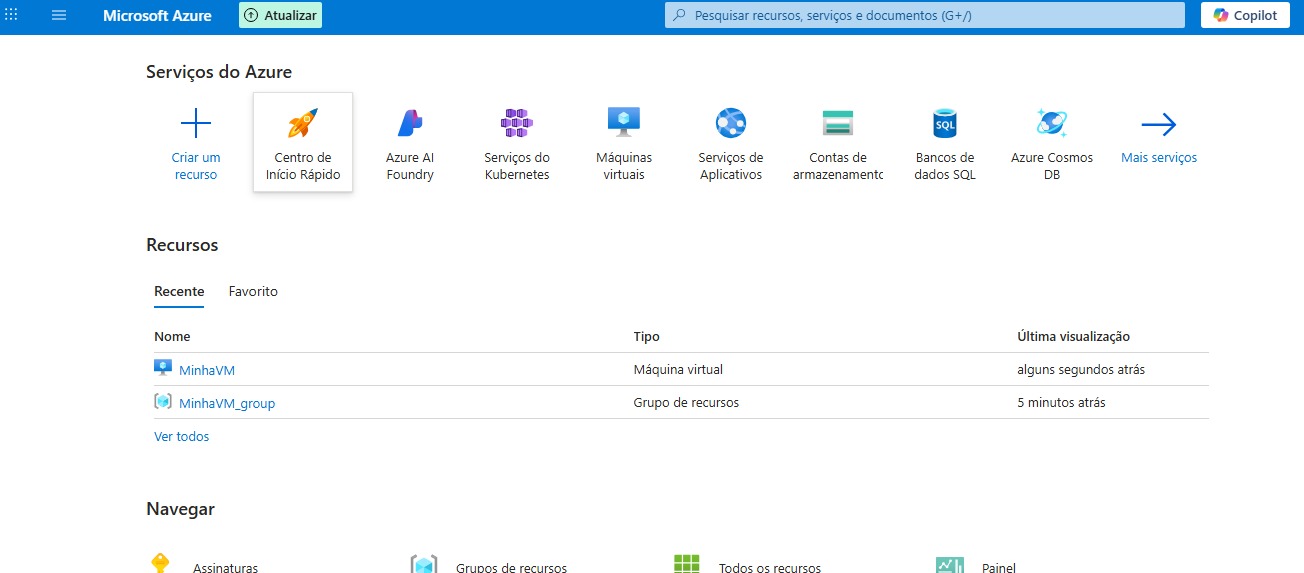 Microsoft Azure Atualizar Pesquisar recursos, serviços e documentos (G+/) Copilot
Serviços do Azure
Criar um recurso
Centro de Início Rápido
Azure AI Foundry
Serviços do Kubernetes
Máquinas virtuais
Serviços de Aplicativos
Contas de armazenamento
Bancos de dados SQL
Azure Cosmos DB
Mais serviços
Recursos
Recente Favorito
Nome Tipo Última visualização
MinhaVM Máquina virtual alguns segundos atrás
MinhaVM_group Grupo de recursos 5 minutos atrás
Ver todos
Navegar
Assinaturas Grupos de recursos Todos os recursos Painel